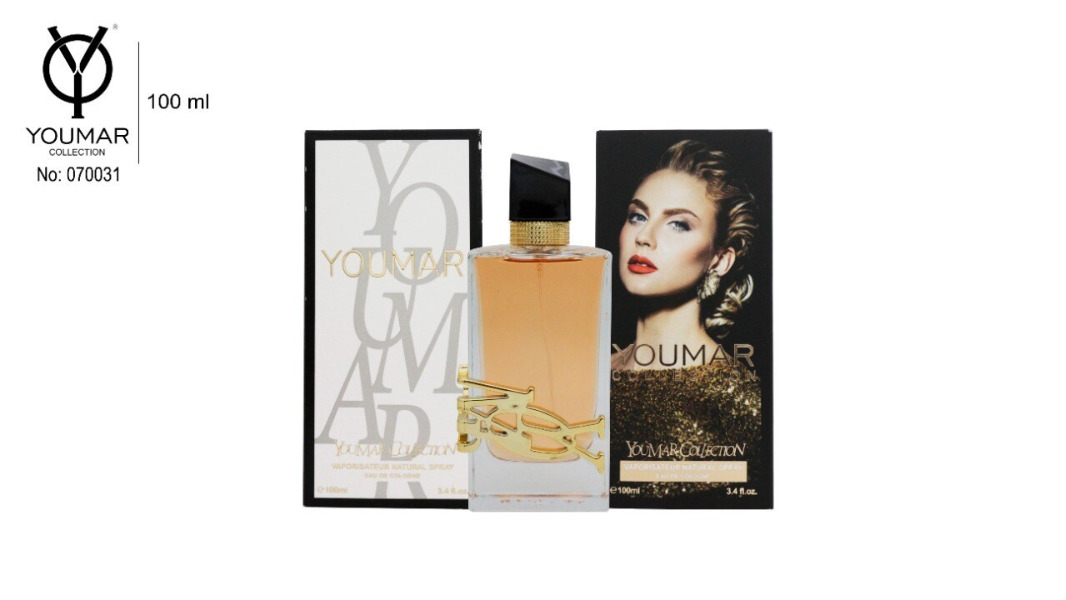 YOUMAR
COLLECTION
No: 070031
100 ml
YOUMAR
YOUMAR
YOUMAR COLLECTION
VAPORISATEUR NATURAL SPRAY
EAU DE COLOGNE
℮100ml
3.4 fl.oz.
YOUMAR
COLLECTION
YOUMAR COLLECTION
VAPORISATEUR NATURAL SPRAY
℮100ml
3.4 fl.oz.